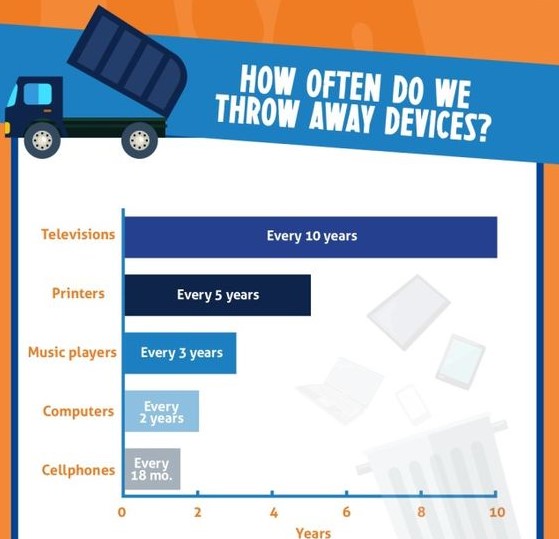 HOW OFTEN DO WE
THROW AWAY DEVICES?
Televisions
Every 10 years
Printers
Every 5 years
Music players
Every 3 years
Computers
Every
2 years
Cellphones
Every
18 mo.
0 2 4 6 8 10
Years